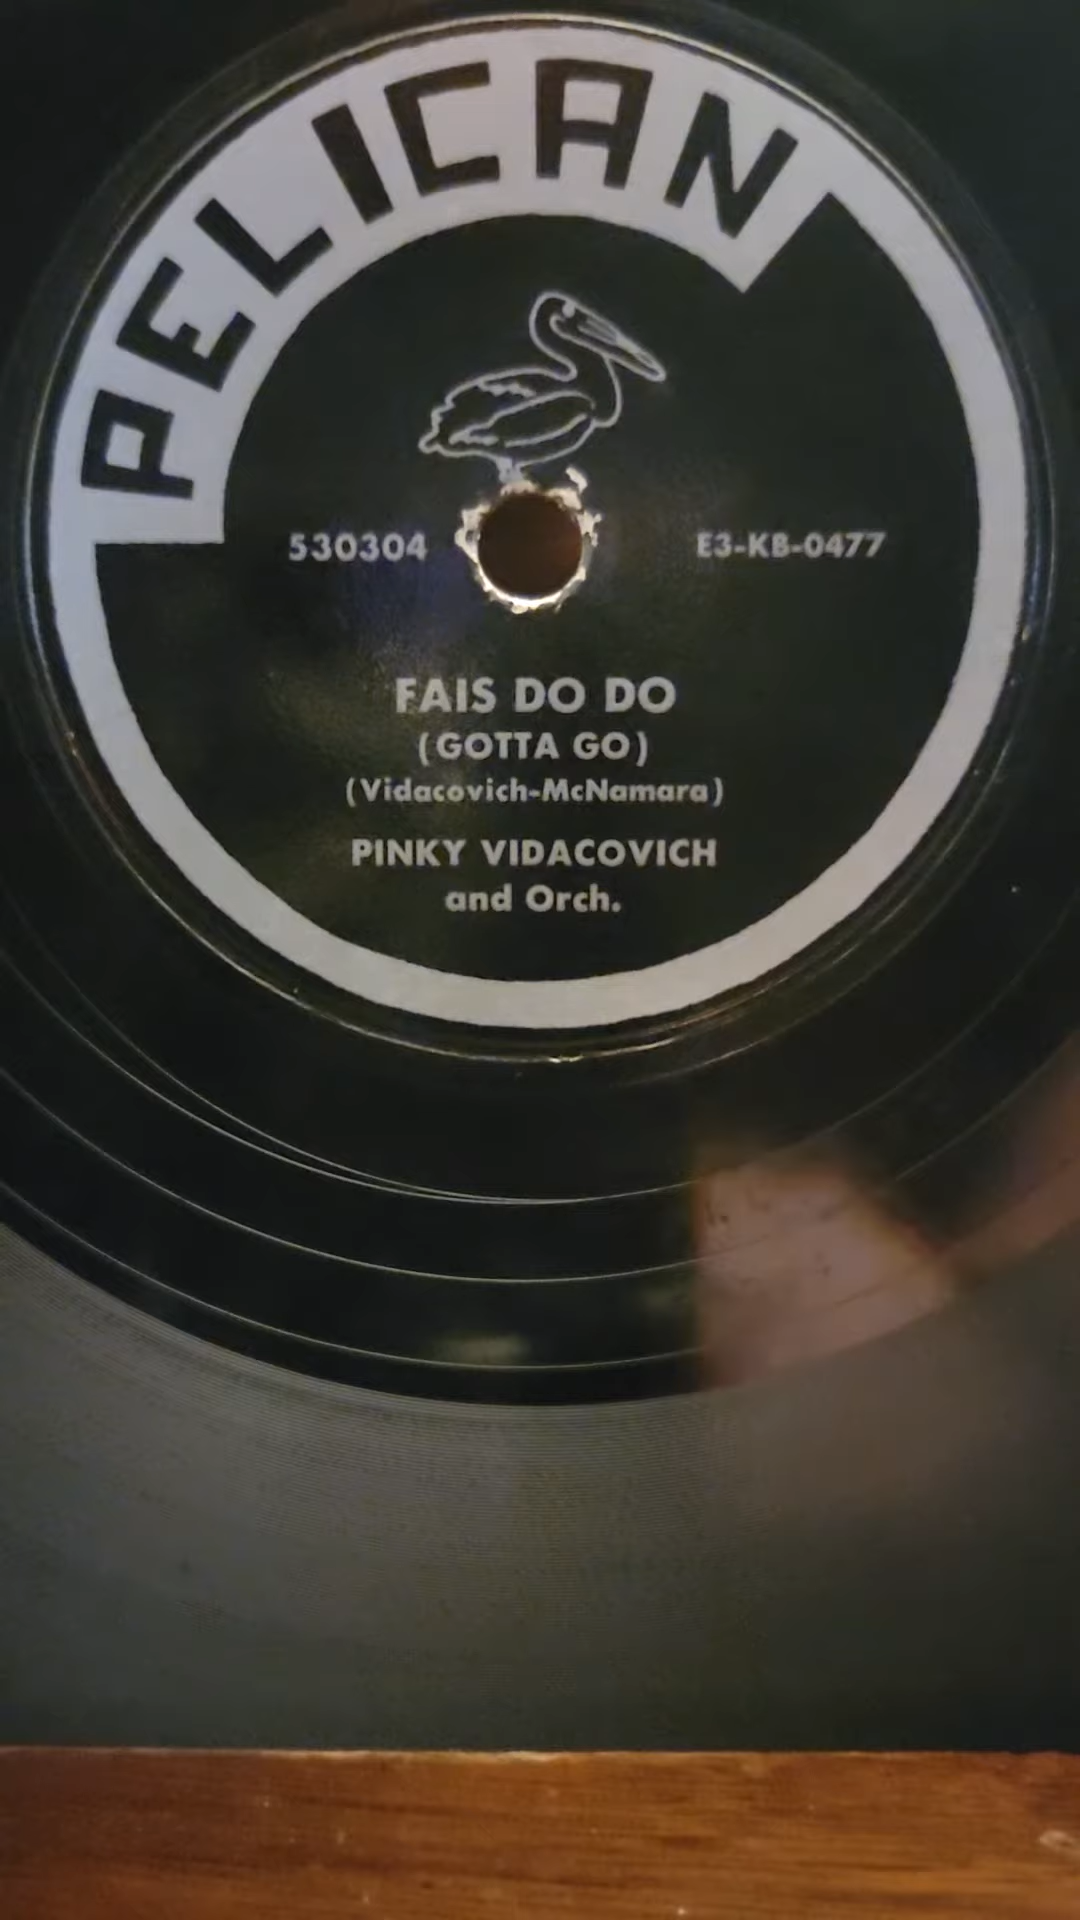 PELICAN
530304 E3-KB-0477
FAIS DO DO
(GOTTA GO)
(Vidacovich-McNamara)
PINKY VIDACOVICH
and Orch.